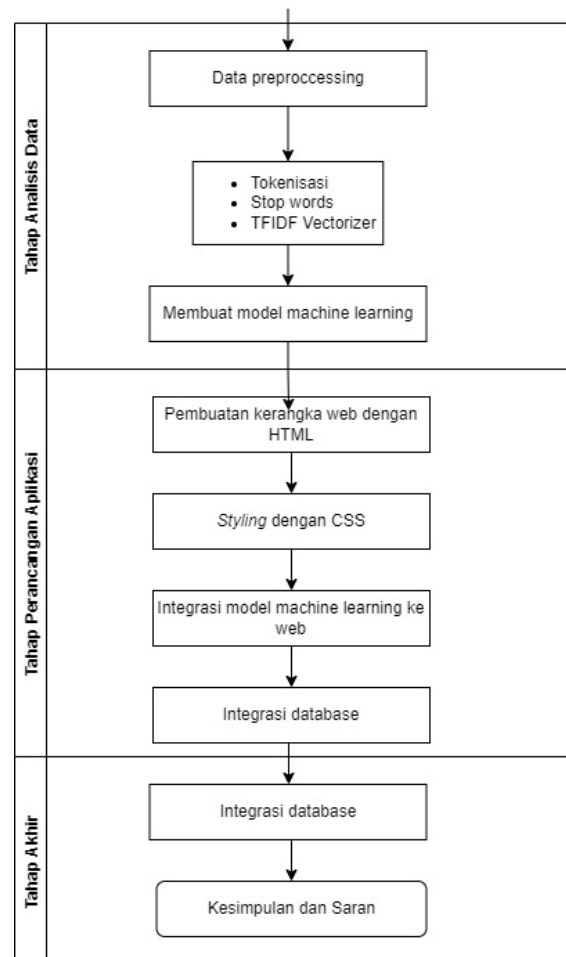 Tahap Analisis Data
Data preproccessing
• Tokenisasi
• Stop words
• TFIDF Vectorizer
Membuat model machine learning
Tahap Perancangan Aplikasi
Pembuatan kerangka web dengan
HTML
Styling dengan CSS
Integrasi model machine learning ke
web
Integrasi database
Tahap Akhir
Integrasi database
Kesimpulan dan Saran